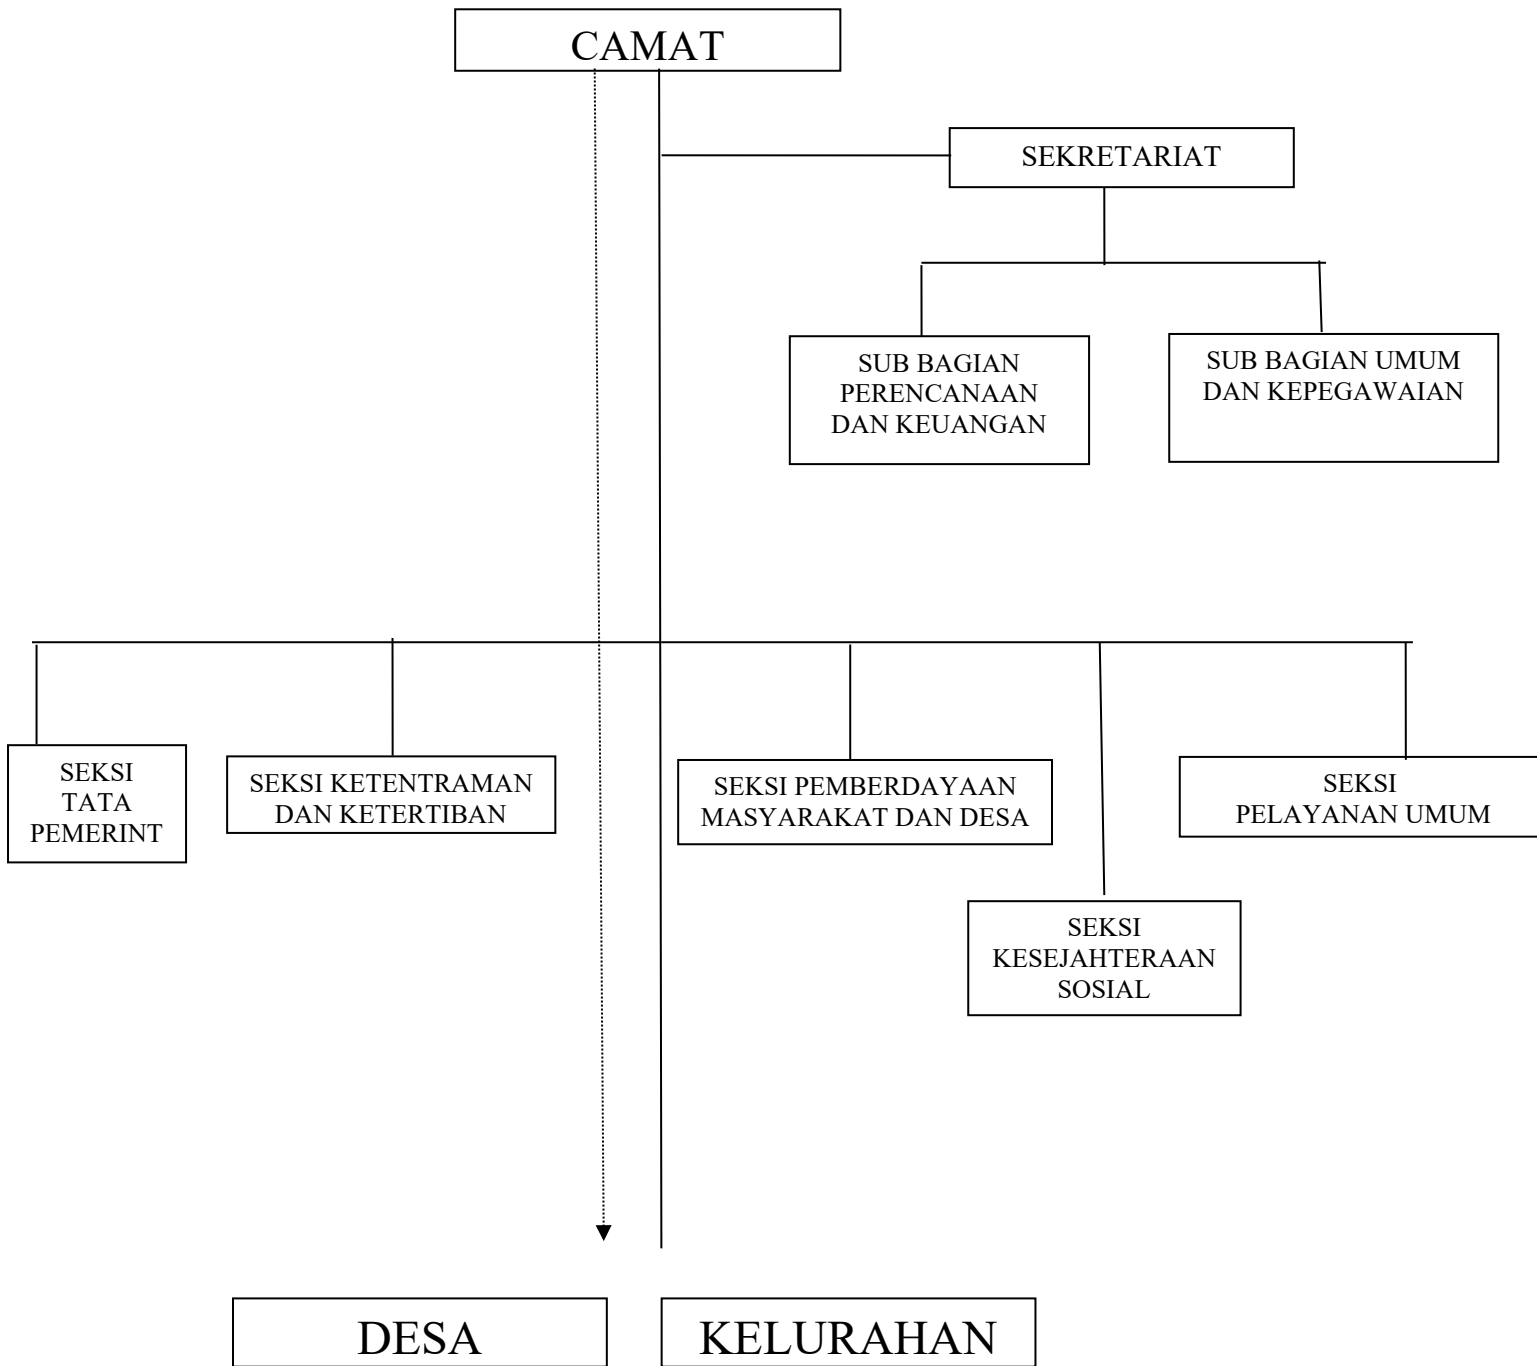 CAMAT
SEKRETARIAT
SUB BAGIAN
PERENCANAAN
DAN KEUANGAN
SUB BAGIAN UMUM
DAN KEPEGAWAIAN
SEKSI
TATA
PEMERINT
SEKSI KETENTRAMAN
DAN KETERTIBAN
SEKSI PEMBERDAYAAN
MASYARAKAT DAN DESA
SEKSI
PELAYANAN UMUM
SEKSI
KESEJAHTERAAN
SOSIAL
DESA
KELURAHAN